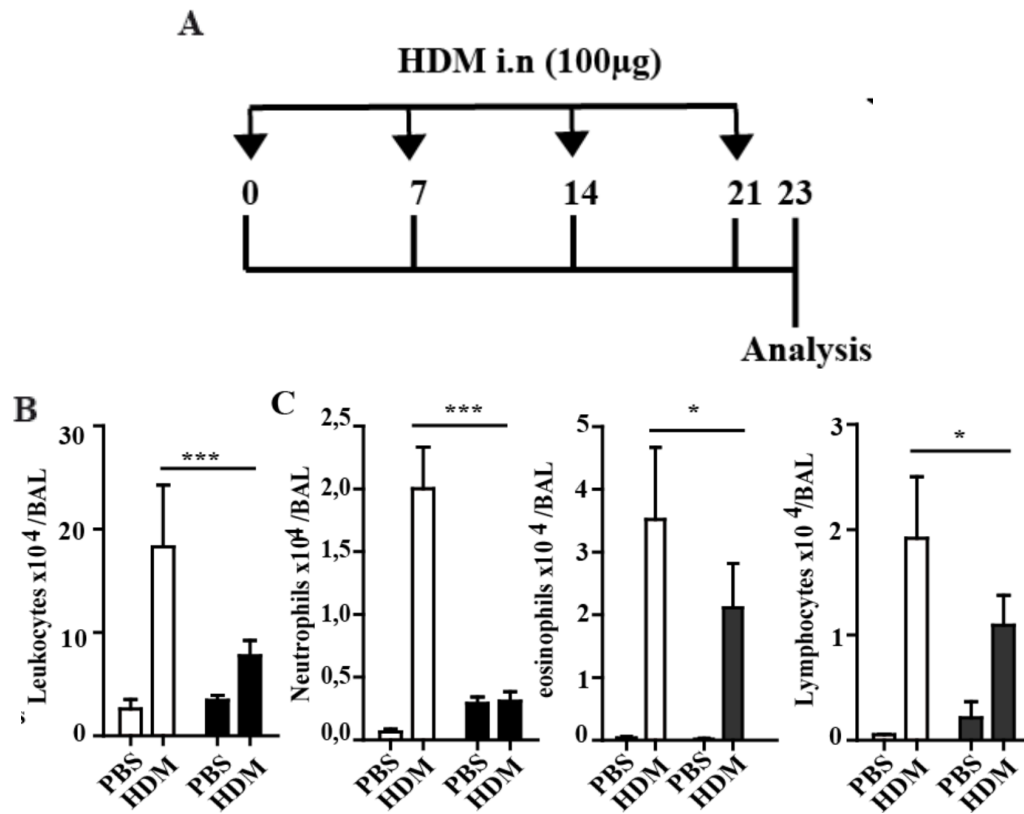 A
HDM i.n (100µg)
0 7 14 21 23
Analysis
B
Leukocytes x10 4 /BAL
30
20
10
0
***
PBS HDM PBS HDM
C
Neutrophils x10 4 /BAL
2,5
2,0
1,5
1,0
0,5
0,0
***
PBS HDM PBS HDM
eosinophils x10 4 /BAL
5
4
3
2
1
0
*
PBS HDM PBS HDM
Lymphocytes x10 4 /BAL
3
2
1
0
*
PBS HDM PBS HDM